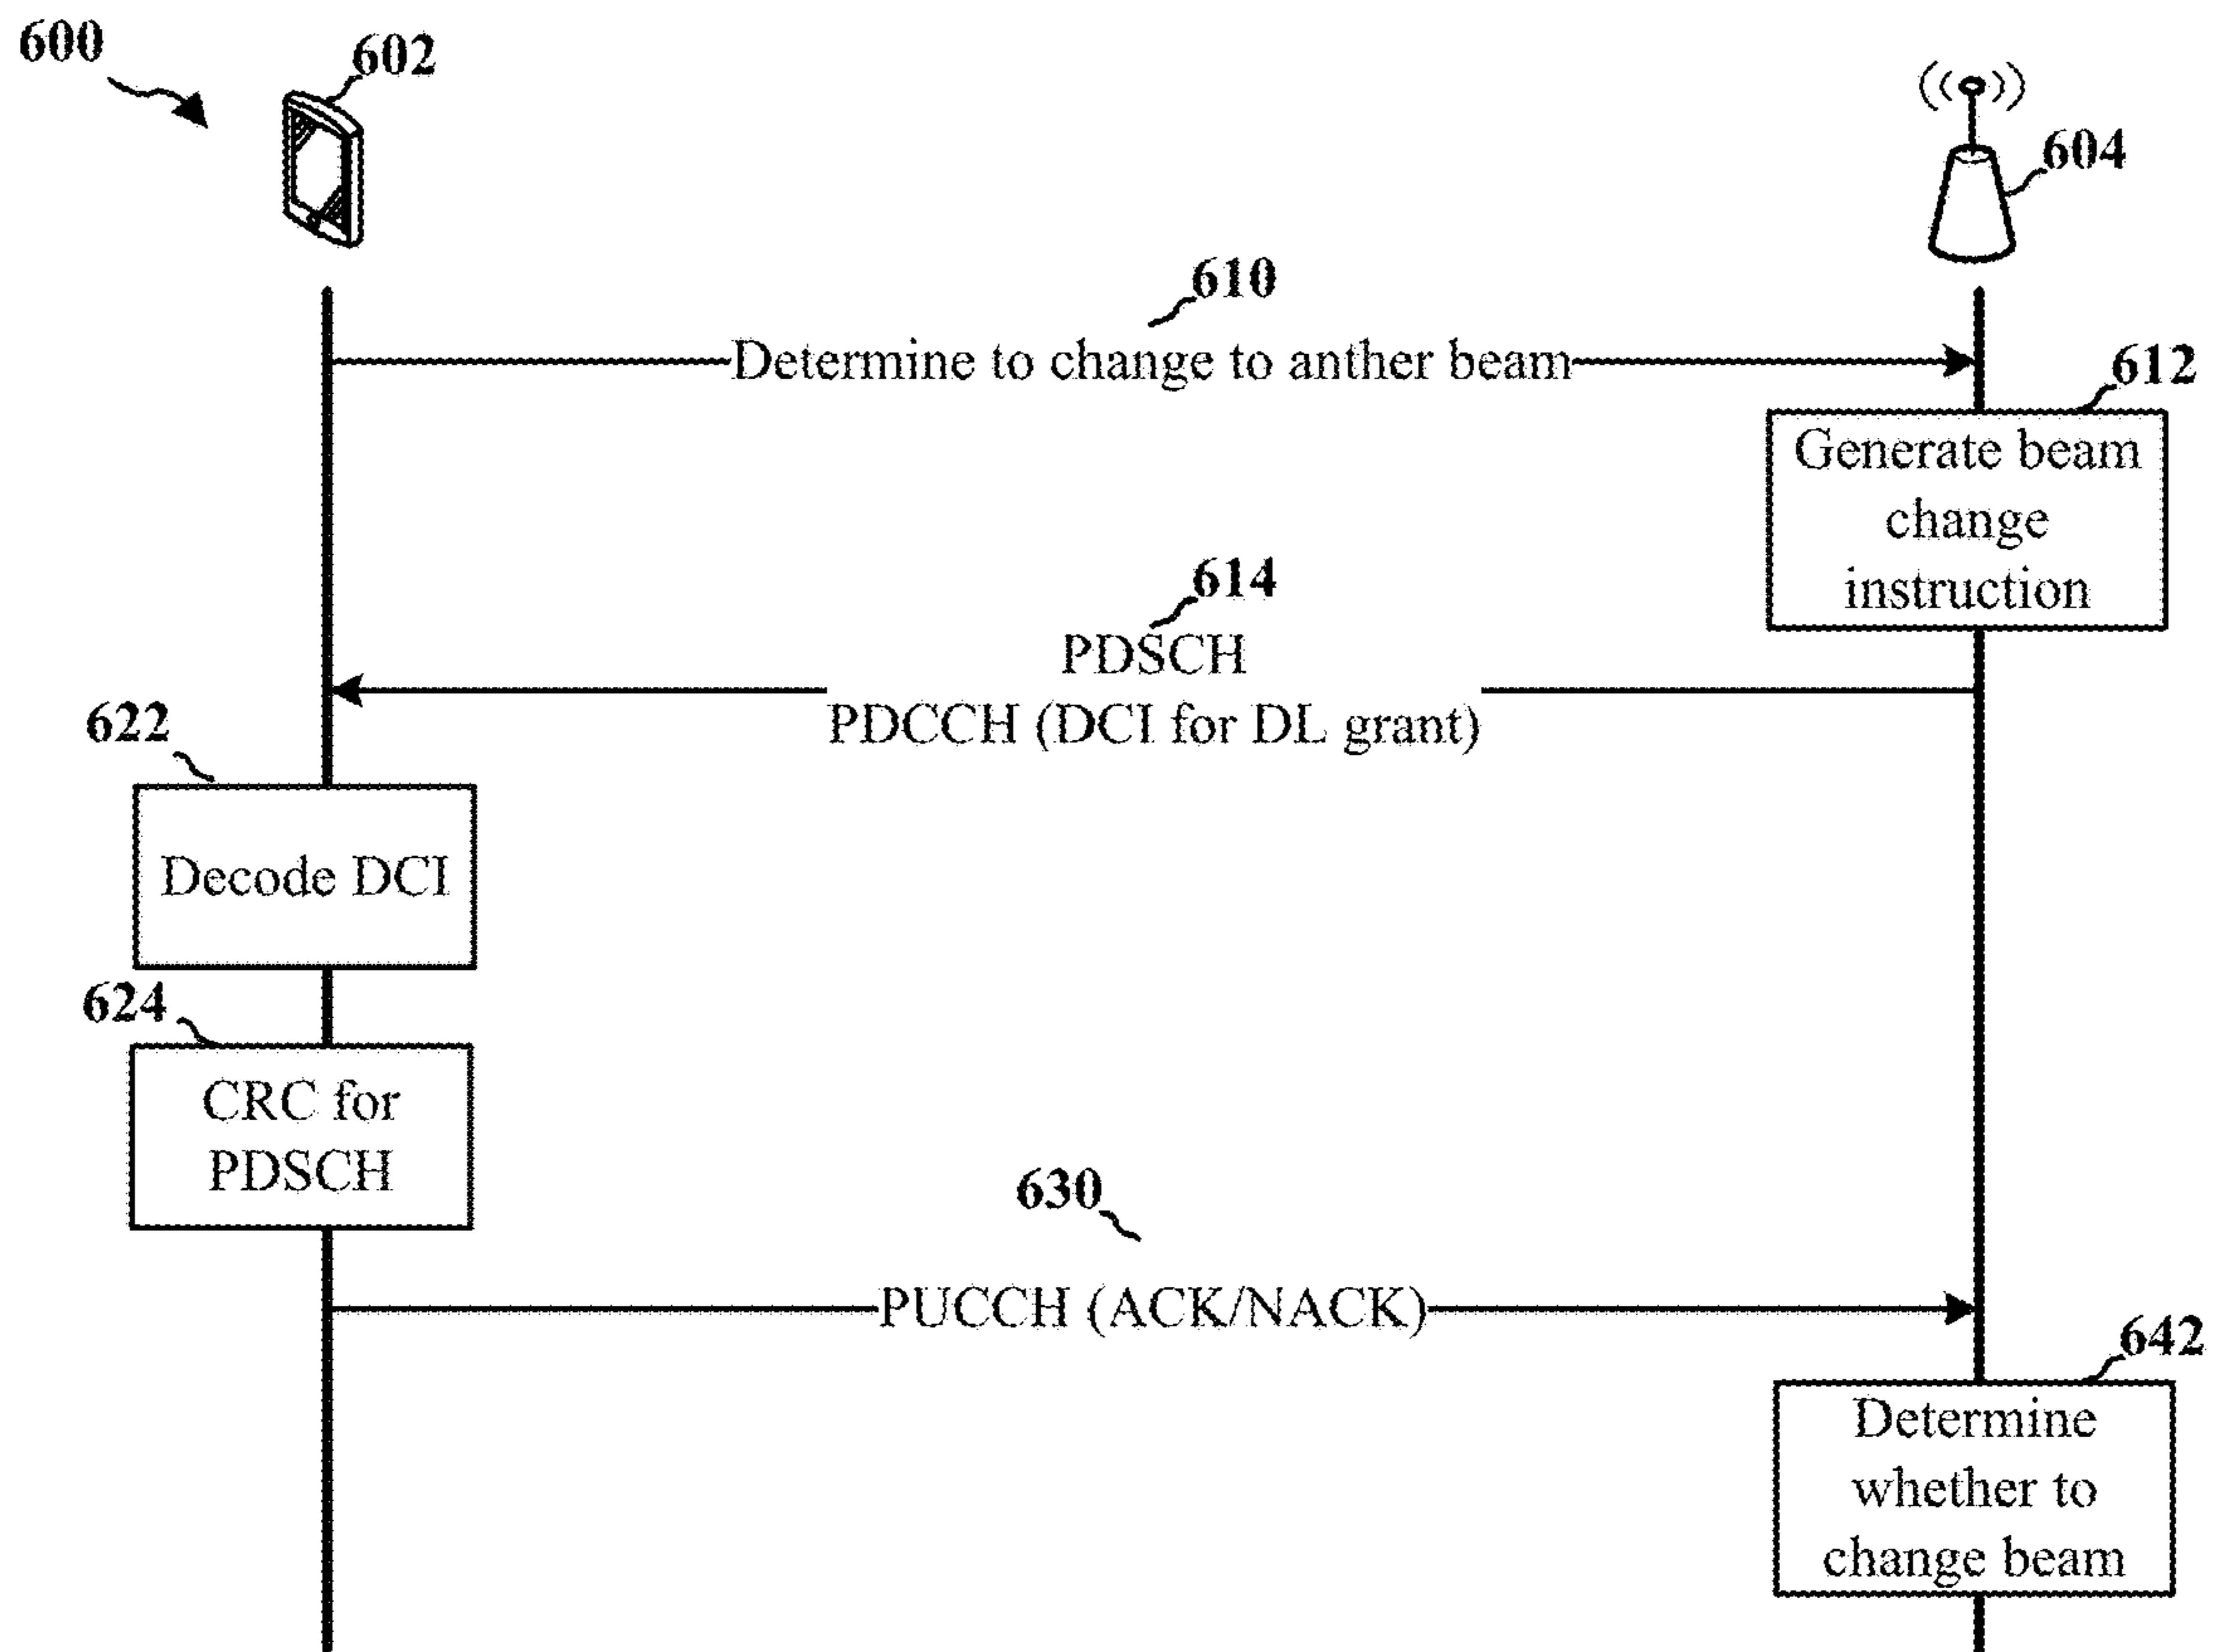 600
602
604
610
Determine to change to anther beam
612
Generate beam
change
instruction
614
PDSCH
PDCCH (DCI for DL grant)
622
Decode DCI
624
CRC for
PDSCH
630
PUCCH (ACK/NACK)
642
Determine
whether to
change beam